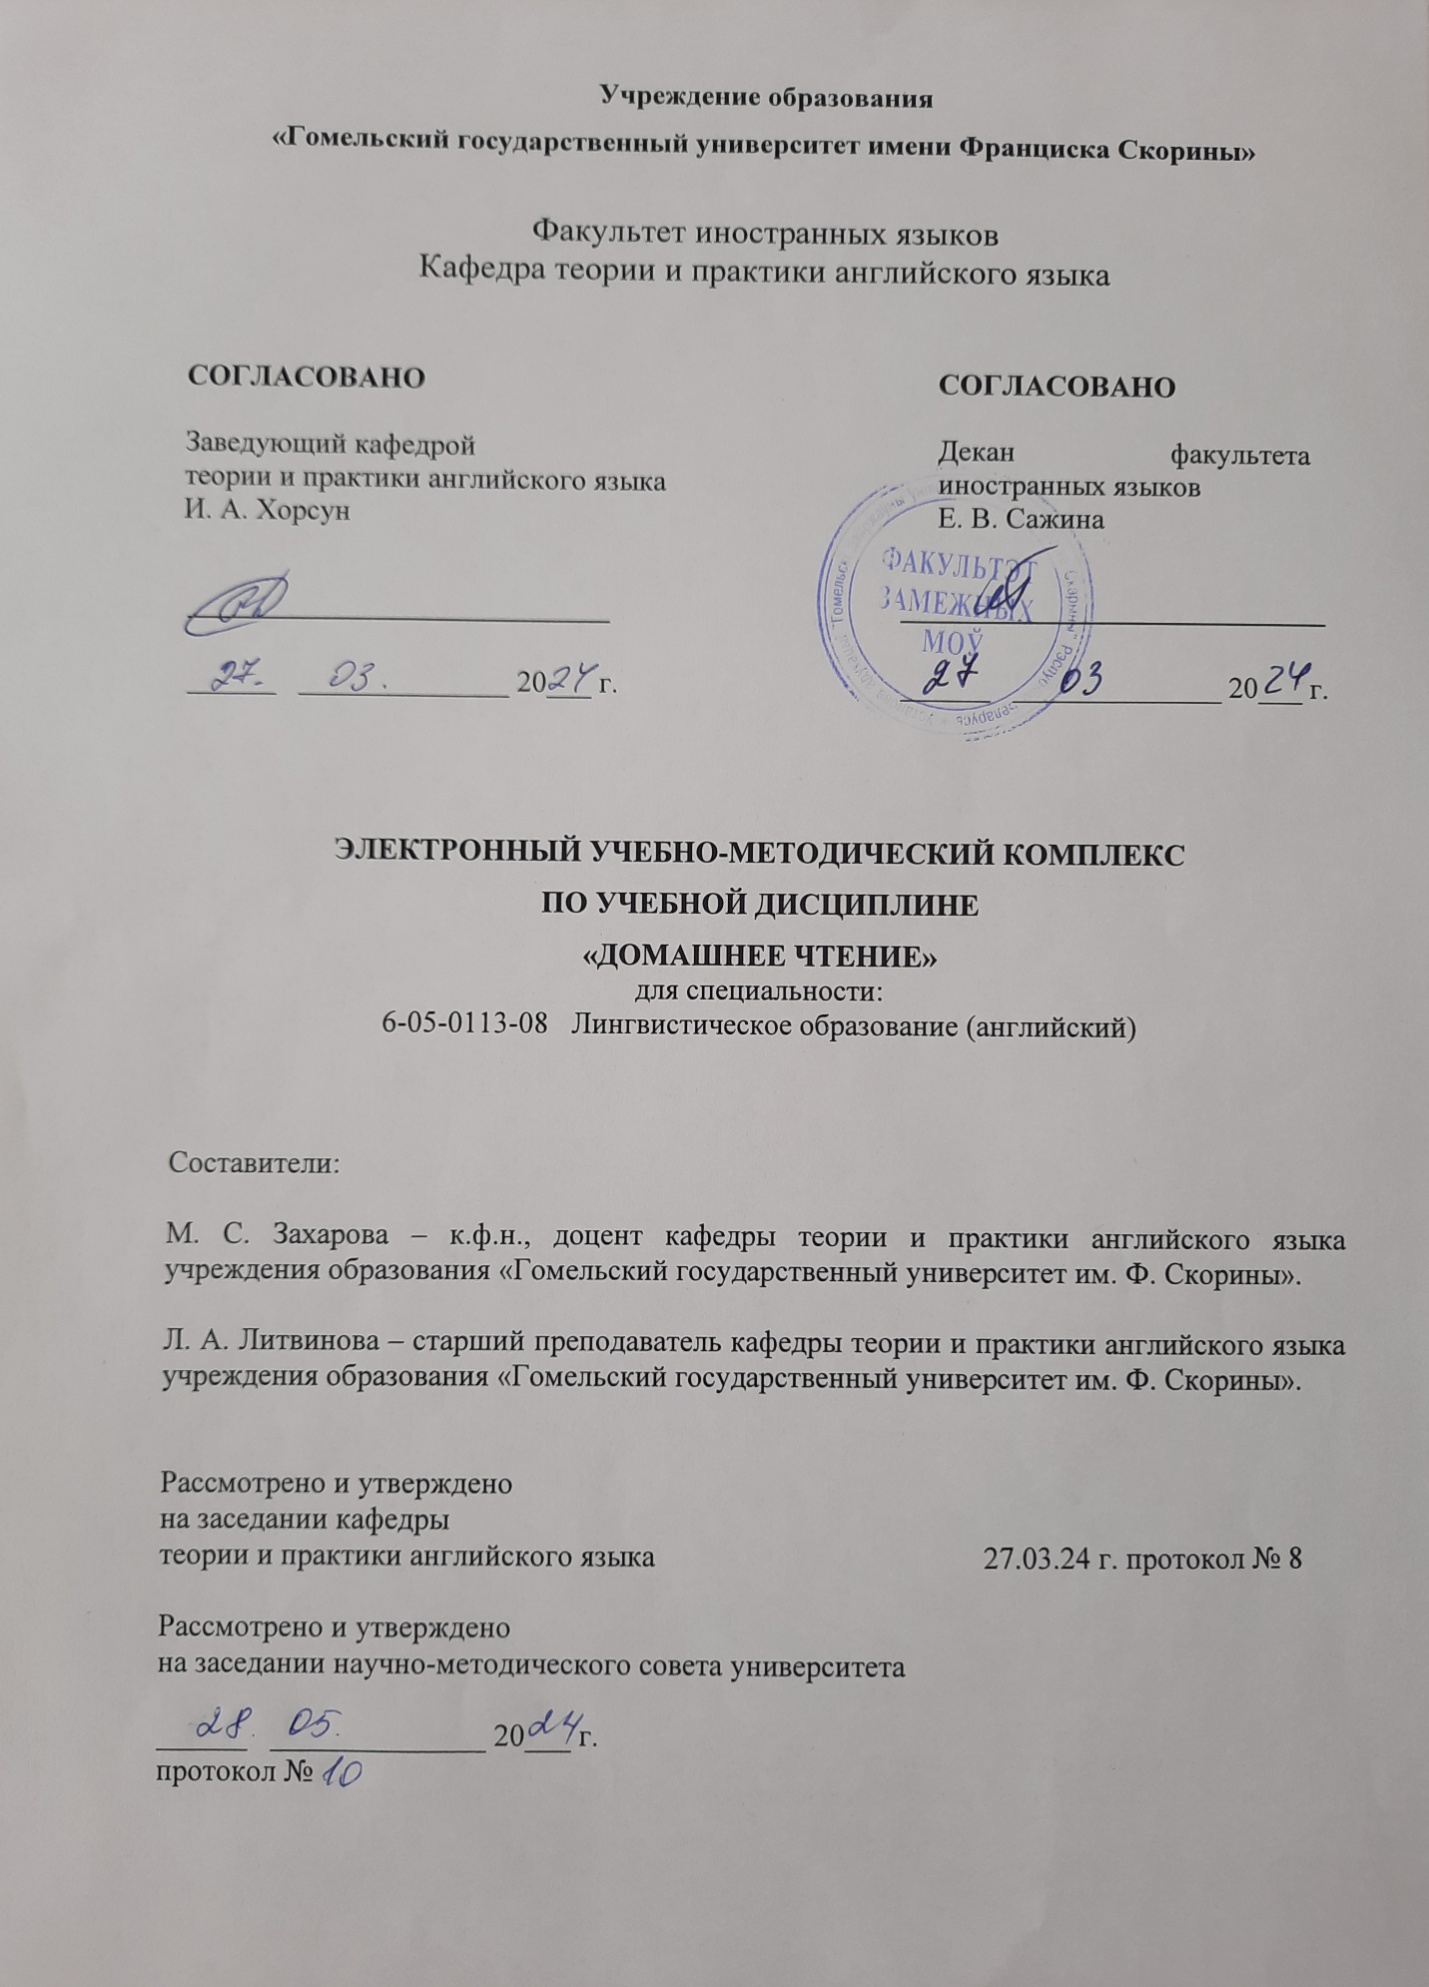 Учреждение образования
«Гомельский государственный университет имени Франциска Скорины»
Факультет иностранных языков
Кафедра теории и практики английского языка
СОГЛАСОВАНО
Заведующий кафедрой
теории и практики английского языка
И. А. Хорсун
27. 03. 2024 г.
СОГЛАСОВАНО
Декан факультета
иностранных языков
Е. В. Сажина
ФАКУЛЬТЭТ
ЗАМЕЖНЫХ
МОЎ
27 03 2024 г.
ЭЛЕКТРОННЫЙ УЧЕБНО-МЕТОДИЧЕСКИЙ КОМПЛЕКС
ПО УЧЕБНОЙ ДИСЦИПЛИНЕ
«ДОМАШНЕЕ ЧТЕНИЕ»
для специальности:
6-05-0113-08 Лингвистическое образование (английский)
Составители:
М. С. Захарова – к.ф.н., доцент кафедры теории и практики английского языка
учреждения образования «Гомельский государственный университет им. Ф. Скорины».
Л. А. Литвинова – старший преподаватель кафедры теории и практики английского языка
учреждения образования «Гомельский государственный университет им. Ф. Скорины».
Рассмотрено и утверждено
на заседании кафедры
теории и практики английского языка 27.03.24 г. протокол № 8
Рассмотрено и утверждено
на заседании научно-методического совета университета
28. 05. 2024 г.
протокол № 10